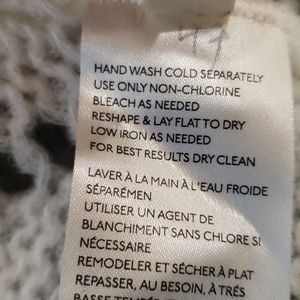 HAND WASH COLD SEPARATELY
USE ONLY NON-CHLORINE
BLEACH AS NEEDED
RESHAPE & LAY FLAT TO DRY
LOW IRON AS NEEDED
FOR BEST RESULTS DRY CLEAN
LAVER À LA MAIN À L'EAU FROIDE
SÉPARÉMEN
UTILISER UN AGENT DE
BLANCHIMENT SANS CHLORE SI
NÉCESSAIRE
REMODELER ET SÉCHER À PLAT
REPASSER, AU BESOIN, À TRÈS
BASSE